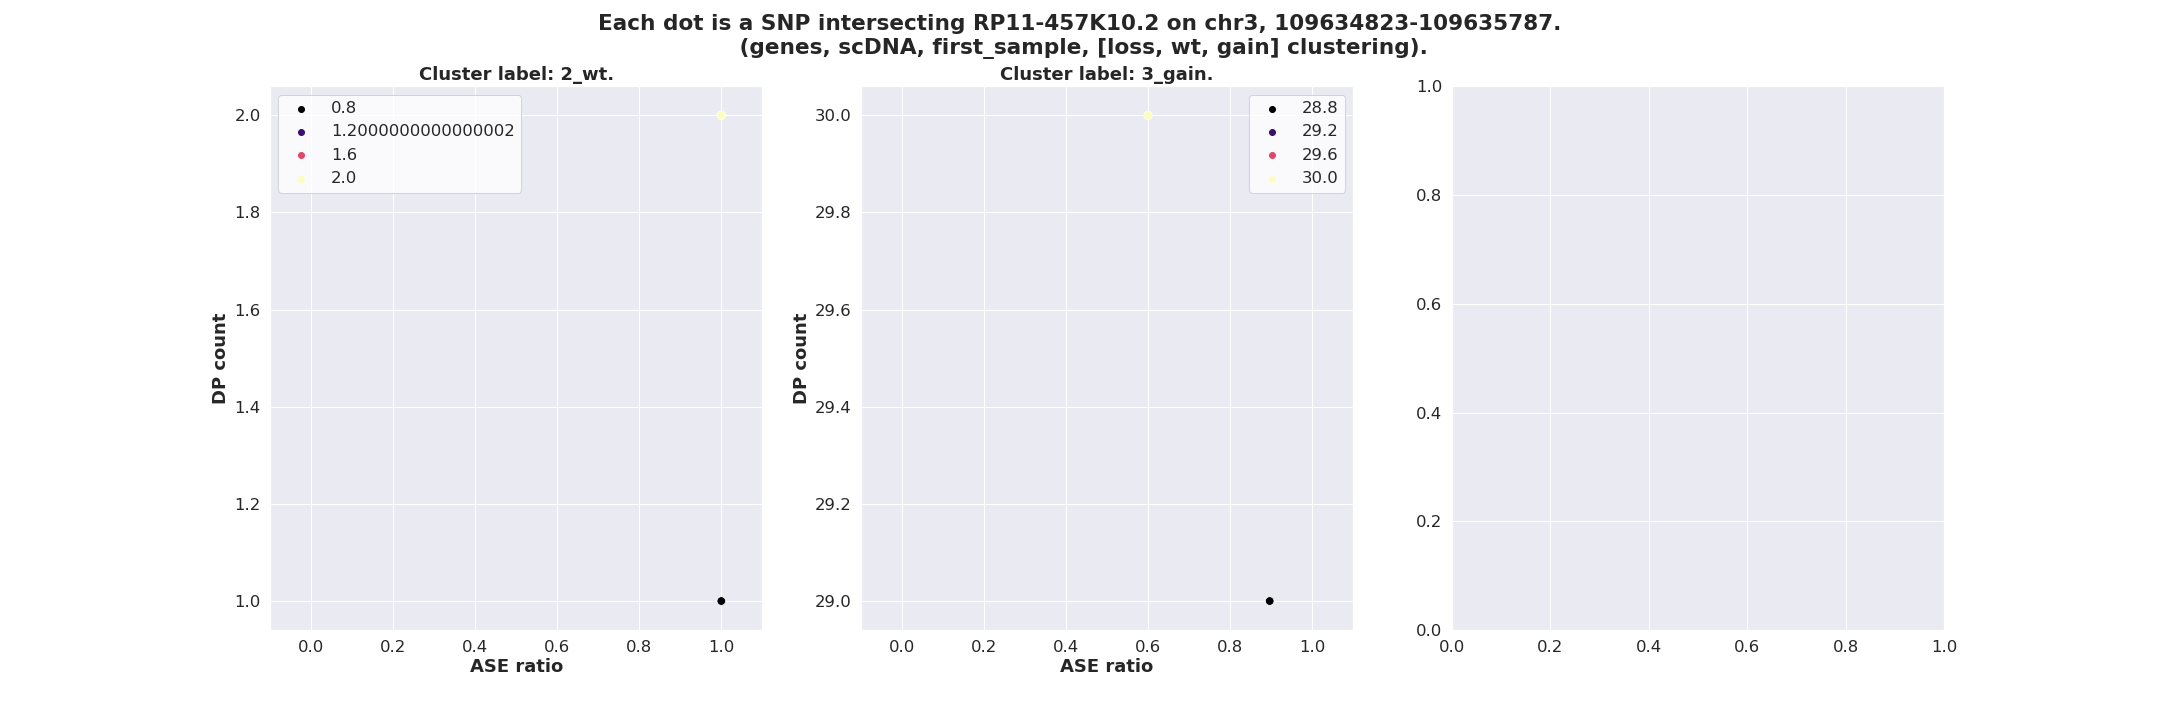 Each dot is a SNP intersecting RP11-457K10.2 on chr3, 109634823-109635787.
(genes, scDNA, first_sample, [loss, wt, gain] clustering).
Cluster label: 2_wt.
0.8
1.2000000000000002
1.6
2.0
2.0
1.8
1.6
1.4
1.2
1.0
DP count
0.0 0.2 0.4 0.6 0.8 1.0
ASE ratio
Cluster label: 3_gain.
28.8
29.2
29.6
30.0
30.0
29.8
29.6
29.4
29.2
29.0
DP count
0.0 0.2 0.4 0.6 0.8 1.0
ASE ratio
1.0
0.8
0.6
0.4
0.2
0.0
0.0 0.2 0.4 0.6 0.8 1.0